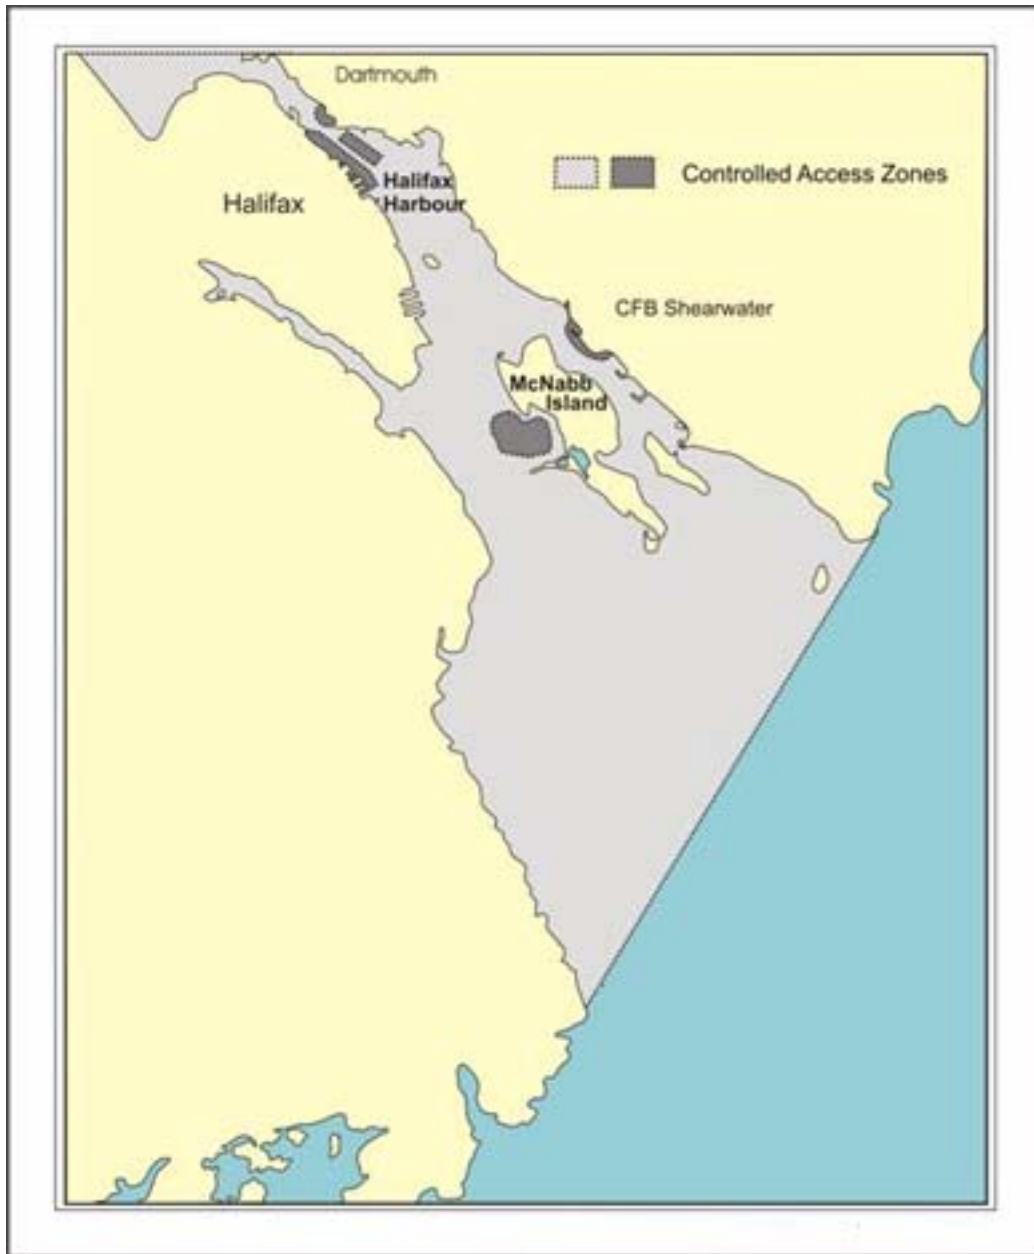 Dartmouth
Halifax
Harbour
Controlled Access Zones
Halifax
CFB Shearwater
McNabb
Island